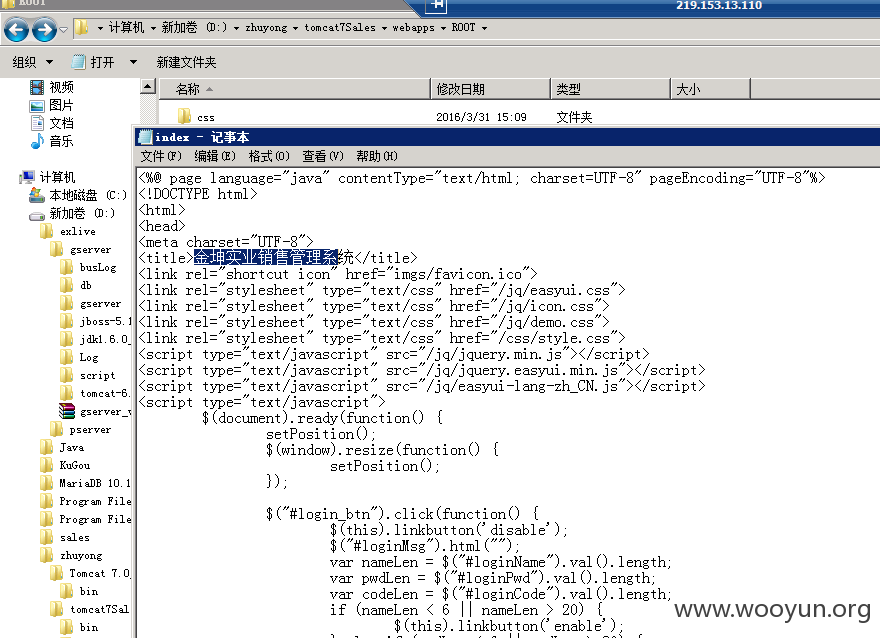 ROOT
219.153.13.110
计算机 新加卷 (D:) zhuyong tomcat7Sales webapps ROOT
组织 打开 新建文件夹
名称 修改日期 类型 大小
css 2016/3/31 15:09 文件夹
视频
图片
文档
音乐
计算机
本地磁盘 (C:)
新加卷 (D:)
exlive
gserver
busLog
db
gserver
jboss-5.1
jdk1.6.0_
Log
script
tomcat-6.
gserver_
pserver
Java
KuGou
MariaDB 10.1
Program File
Program File
sales
zhuyong
Tomcat 7.0_
bin
tomcat7Sal
bin
index - 记事本
文件(F) 编辑(E) 格式(O) 查看(V) 帮助(H)
<%@ page language="java" contentType="text/html; charset=UTF-8" pageEncoding="UTF-8"%>
<!DOCTYPE html>
<html>
<head>
<meta charset="UTF-8">
<title>金坤实业销售管理系统</title>
<link rel="shortcut icon" href="imgs/favicon.ico">
<link rel="stylesheet" type="text/css" href="/jq/easyui.css">
<link rel="stylesheet" type="text/css" href="/jq/icon.css">
<link rel="stylesheet" type="text/css" href="/jq/demo.css">
<link rel="stylesheet" type="text/css" href="/css/style.css">
<script type="text/javascript" src="/jq/jquery.min.js"></script>
<script type="text/javascript" src="/jq/jquery.easyui.min.js"></script>
<script type="text/javascript" src="/jq/easyui-lang-zh_CN.js"></script>
<script type="text/javascript">
$(document).ready(function() {
setPosition();
$(window).resize(function() {
setPosition();
});
$("#login_btn").click(function() {
$(this).linkbutton('disable');
$("#loginMsg").html("");
var nameLen = $("#loginName").val().length;
var pwdLen = $("#loginPwd").val().length;
var codeLen = $("#loginCode").val().length;
if (nameLen < 6 || nameLen > 20) {
$(this).linkbutton('enable');
www.wooyun.org